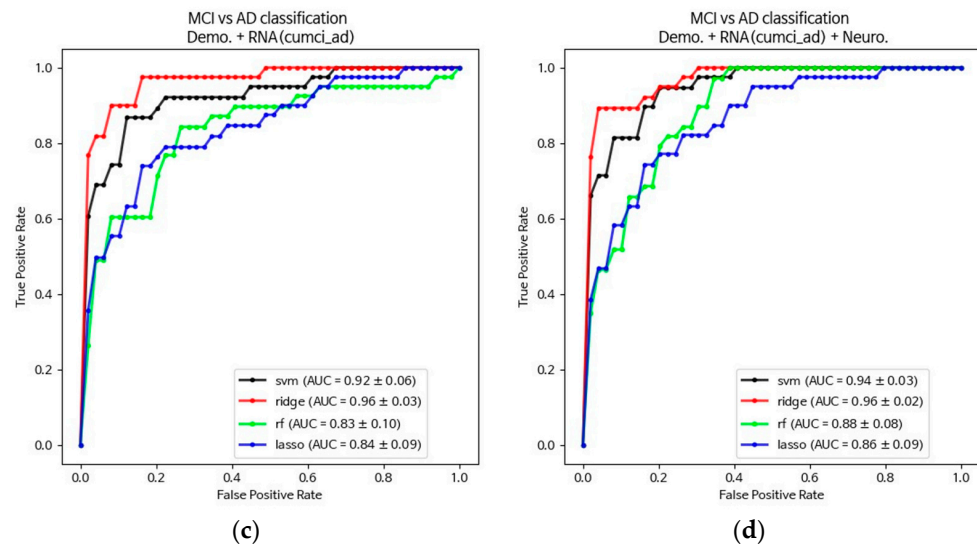 MCI vs AD classification
Demo. + RNA(cumci_ad)
True Positive Rate
1.0
0.8
0.6
0.4
0.2
0.0
svm (AUC = 0.92 ± 0.06)
ridge (AUC = 0.96 ± 0.03)
rf (AUC = 0.83 ± 0.10)
lasso (AUC = 0.84 ± 0.09)
0.0 0.2 0.4 0.6 0.8 1.0
False Positive Rate
(c)
MCI vs AD classification
Demo. + RNA(cumci_ad) + Neuro.
True Positive Rate
1.0
0.8
0.6
0.4
0.2
0.0
svm (AUC = 0.94 ± 0.03)
ridge (AUC = 0.96 ± 0.02)
rf (AUC = 0.88 ± 0.08)
lasso (AUC = 0.86 ± 0.09)
0.0 0.2 0.4 0.6 0.8 1.0
False Positive Rate
(d)